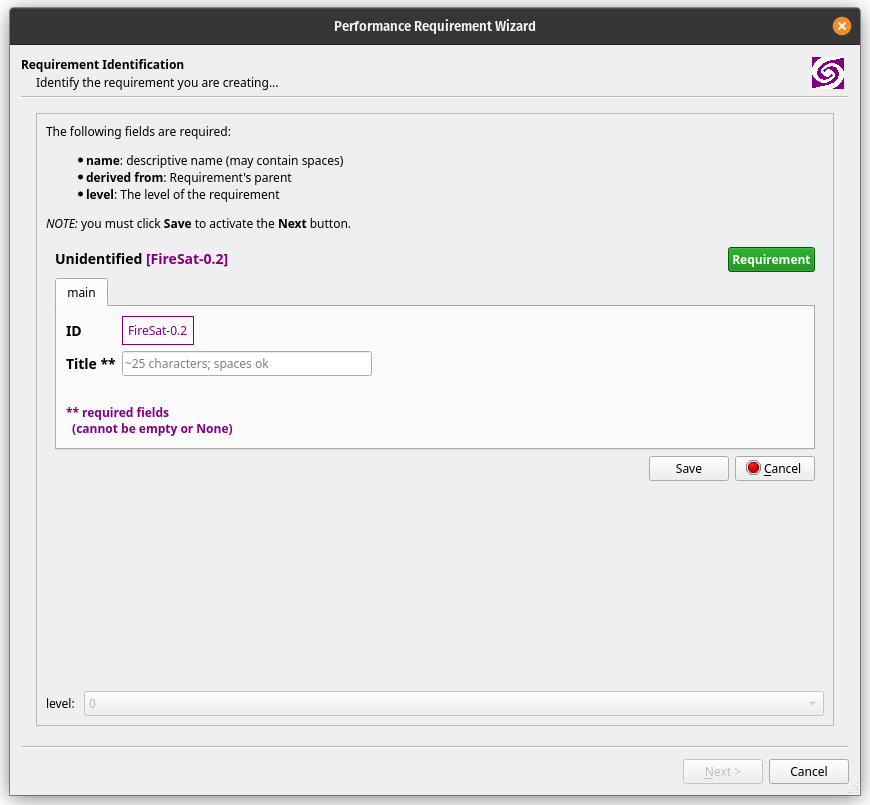 Performance Requirement Wizard
Requirement Identification
Identify the requirement you are creating...
The following fields are required:
• name: descriptive name (may contain spaces)
• derived from: Requirement's parent
• level: The level of the requirement
NOTE: you must click Save to activate the Next button.
Unidentified [FireSat-0.2]
Requirement
main
ID
FireSat-0.2
Title **
~25 characters; spaces ok
** required fields
(cannot be empty or None)
Save
Cancel
level:
0
Next >
Cancel